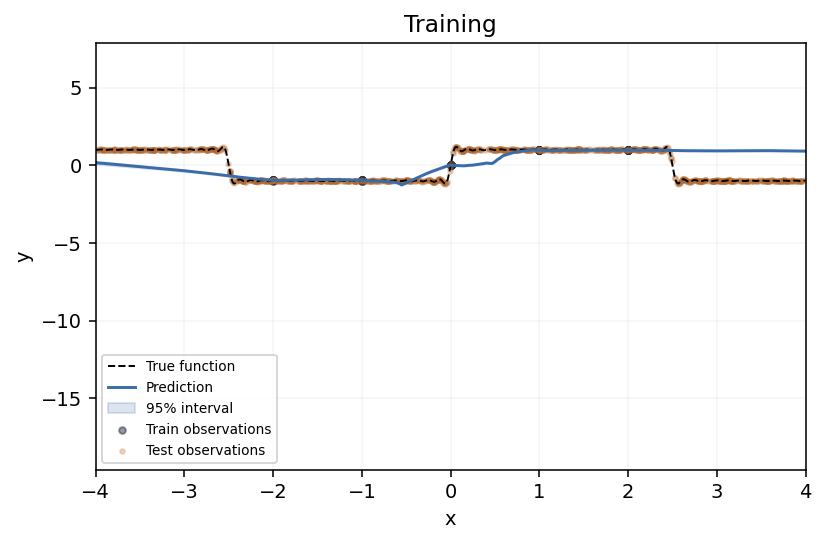 Training
5
0
−5
−10
−15
y
True function
Prediction
95% interval
Train observations
Test observations
−4 −3 −2 −1 0 1 2 3 4
x